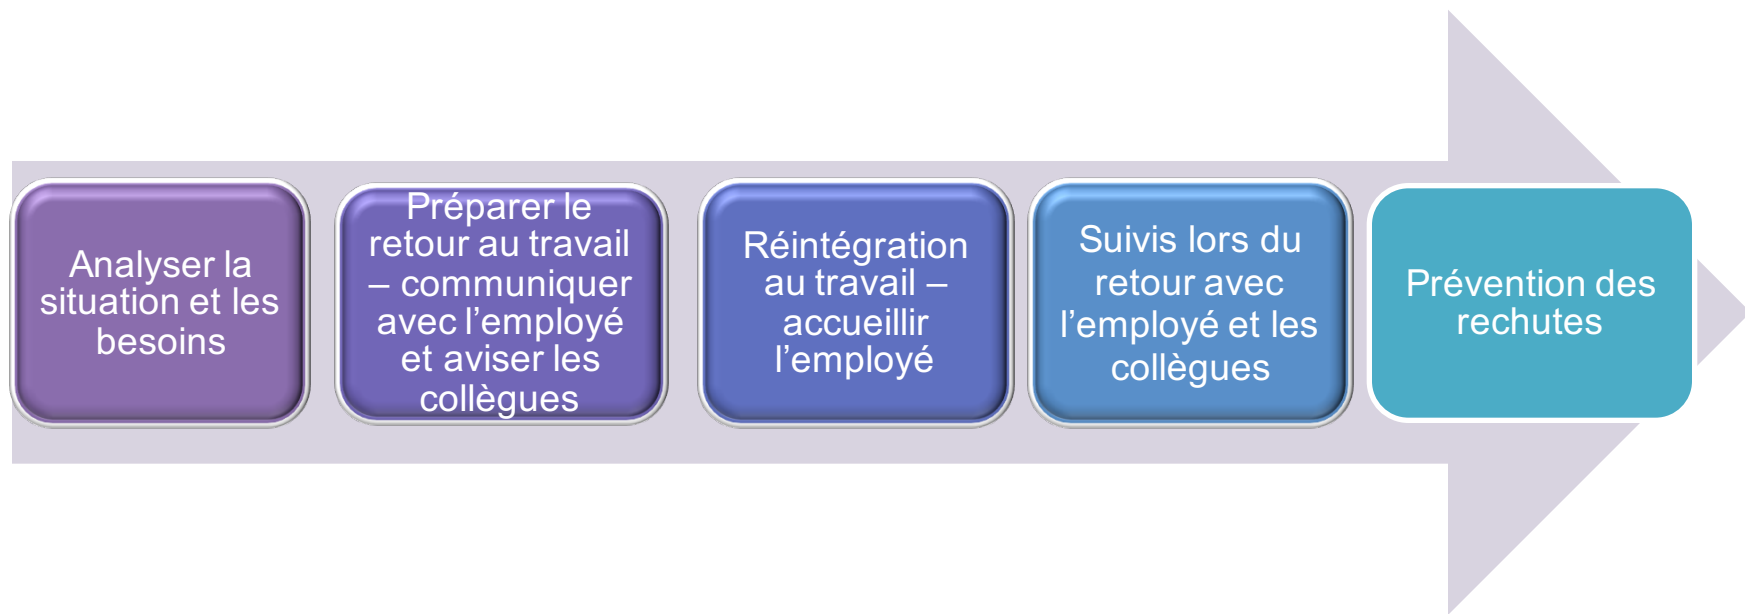 Analyser la
situation et les
besoins
Préparer le
retour au travail
– communiquer
avec l’employé
et aviser les
collègues
Réintégration
au travail –
accueillir
l’employé
Suivis lors du
retour avec
l’employé et les
collègues
Prévention des
rechutes